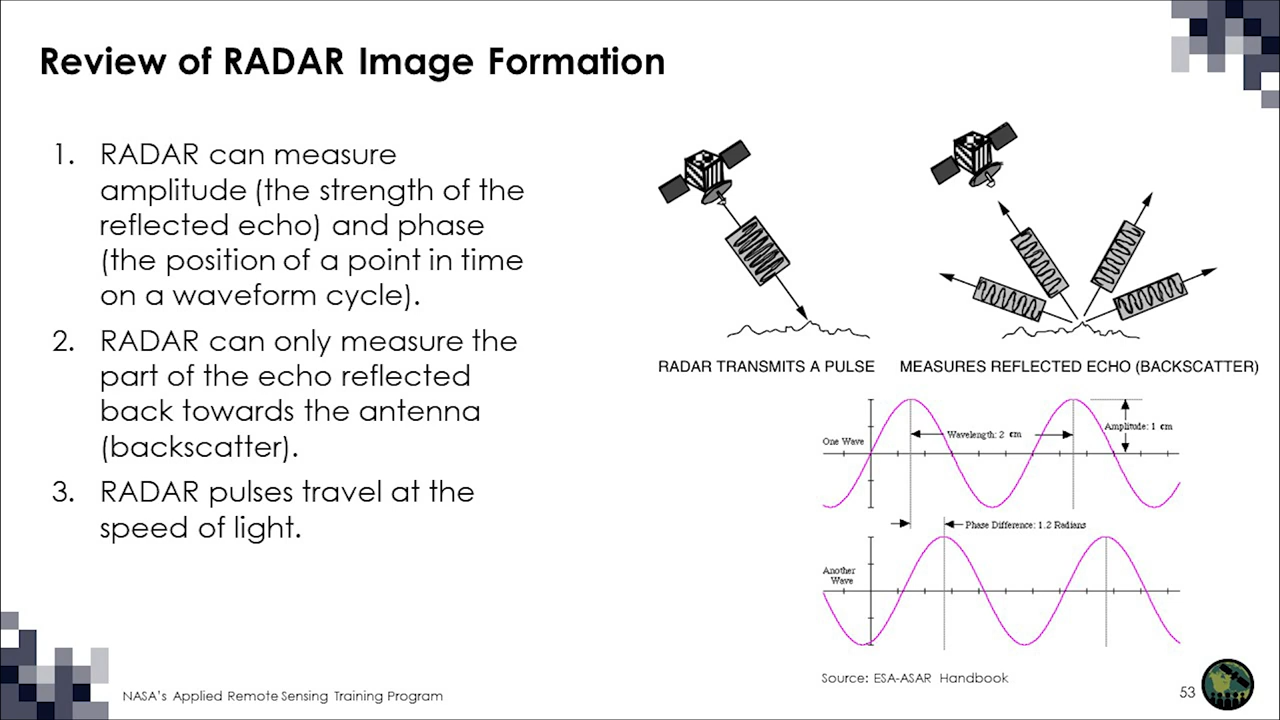 Review of RADAR Image Formation
1. RADAR can measure
amplitude (the strength of the
reflected echo) and phase
(the position of a point in time
on a waveform cycle).
2. RADAR can only measure the
part of the echo reflected
back towards the antenna
(backscatter).
3. RADAR pulses travel at the
speed of light.
RADAR TRANSMITS A PULSE
MEASURES REFLECTED ECHO (BACKSCATTER)
One Wave
Wavelength: 2 cm
Amplitude: 1 cm
Phase Difference: 1.2 Radians
Another
Wave
Source: ESA-ASAR Handbook
NASA's Applied Remote Sensing Training Program
53